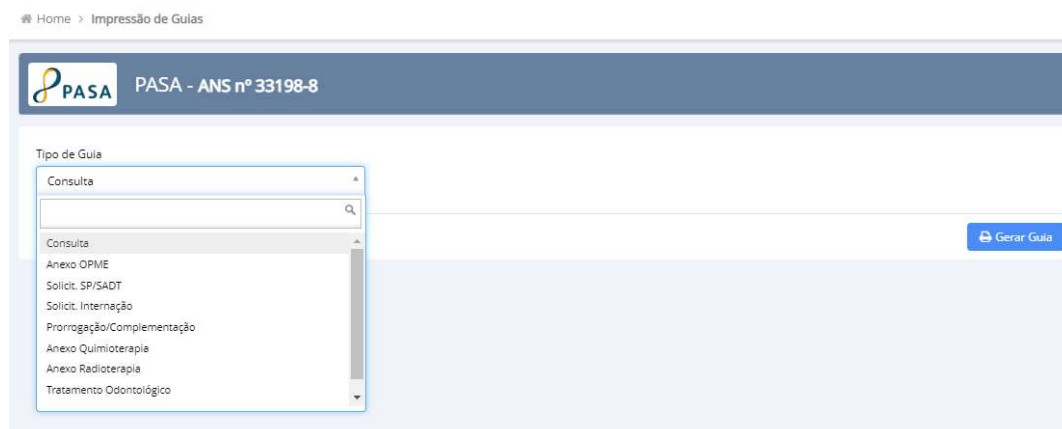 Home > Impressão de Guias
PASA PASA - ANS nº 33198-8
Tipo de Guia
Consulta
Consulta
Anexo OPME
Solicit. SP/SADT
Solicit. Internação
Prorrogação/Complementação
Anexo Quimioterapia
Anexo Radioterapia
Tratamento Odontológico
Gerar Guia